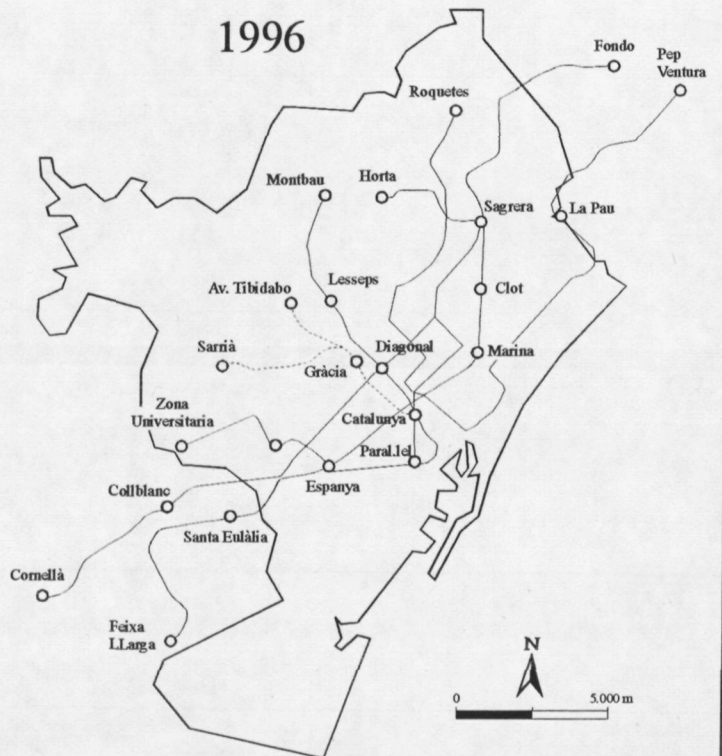 1996
Fondo
Pep
Ventura
Roquetes
Montbau
Horta
Sagrera
La Pau
Av. Tibidabo
Lesseps
Clot
Sarrià
Gràcia
Diagonal
Marina
Zona
Universitaria
Catalunya
Paral.lel
Espanya
Collblanc
Santa Eulàlia
Cornellà
Feixa
LLarga
N
0
5.000 m